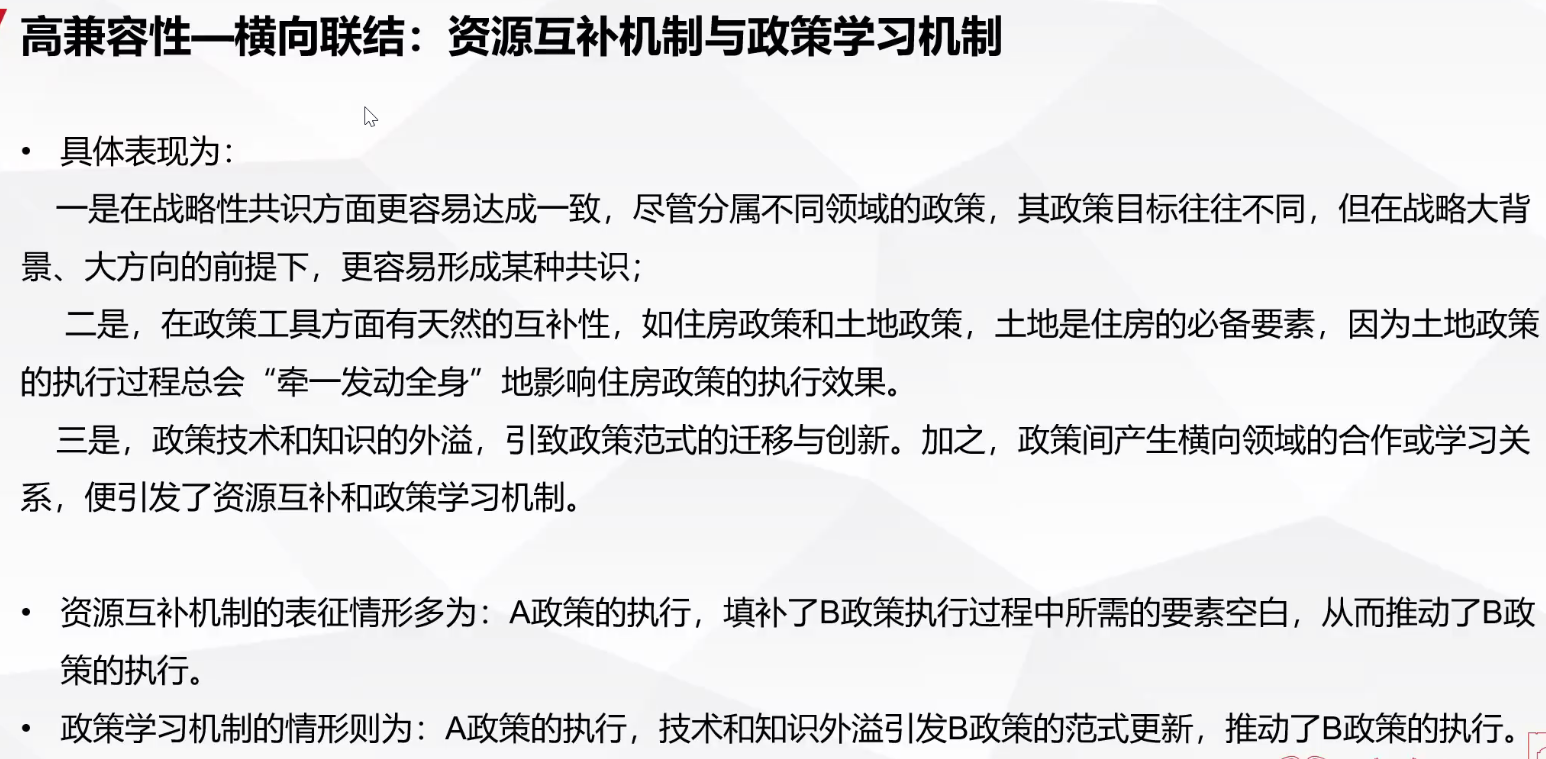 高兼容性—横向联结：资源互补机制与政策学习机制
• 具体表现为：
一是在战略性共识方面更容易达成一致，尽管分属不同领域的政策，其政策目标往往不同，但在战略大背
景、大方向的前提下，更容易形成某种共识；
二是，在政策工具方面有天然的互补性，如住房政策和土地政策，土地是住房的必备要素，因为土地政策
的执行过程总会“牵一发动全身”地影响住房政策的执行效果。
三是，政策技术和知识的外溢，引致政策范式的迁移与创新。加之，政策间产生横向领域的合作或学习关
系，便引发了资源互补和政策学习机制。
• 资源互补机制的表征情形多为：A政策的执行，填补了B政策执行过程中所需的要素空白，从而推动了B政
策的执行。
• 政策学习机制的情形则为：A政策的执行，技术和知识外溢引发B政策的范式更新，推动了B政策的执行。